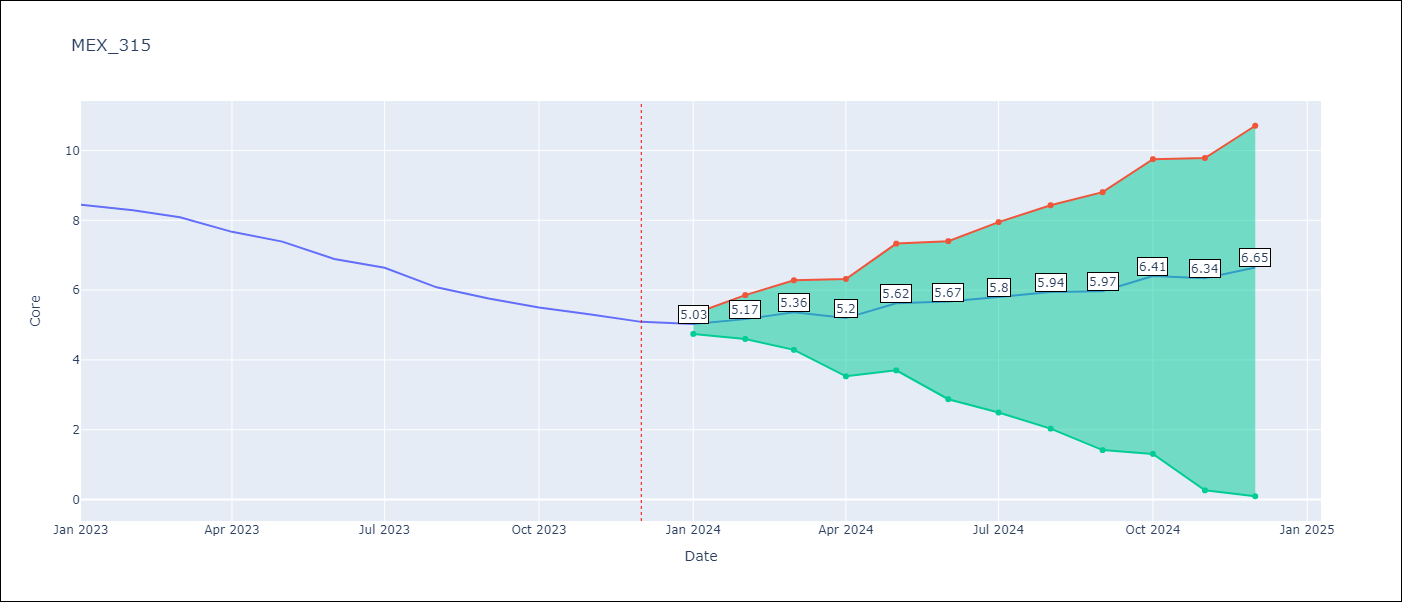 MEX_315
Core
10
8
6
4
2
0
5.03
5.17
5.36
5.2
5.62
5.67
5.8
5.94
5.97
6.41
6.34
6.65
Jan 2023
Apr 2023
Jul 2023
Oct 2023
Jan 2024
Apr 2024
Jul 2024
Oct 2024
Jan 2025
Date